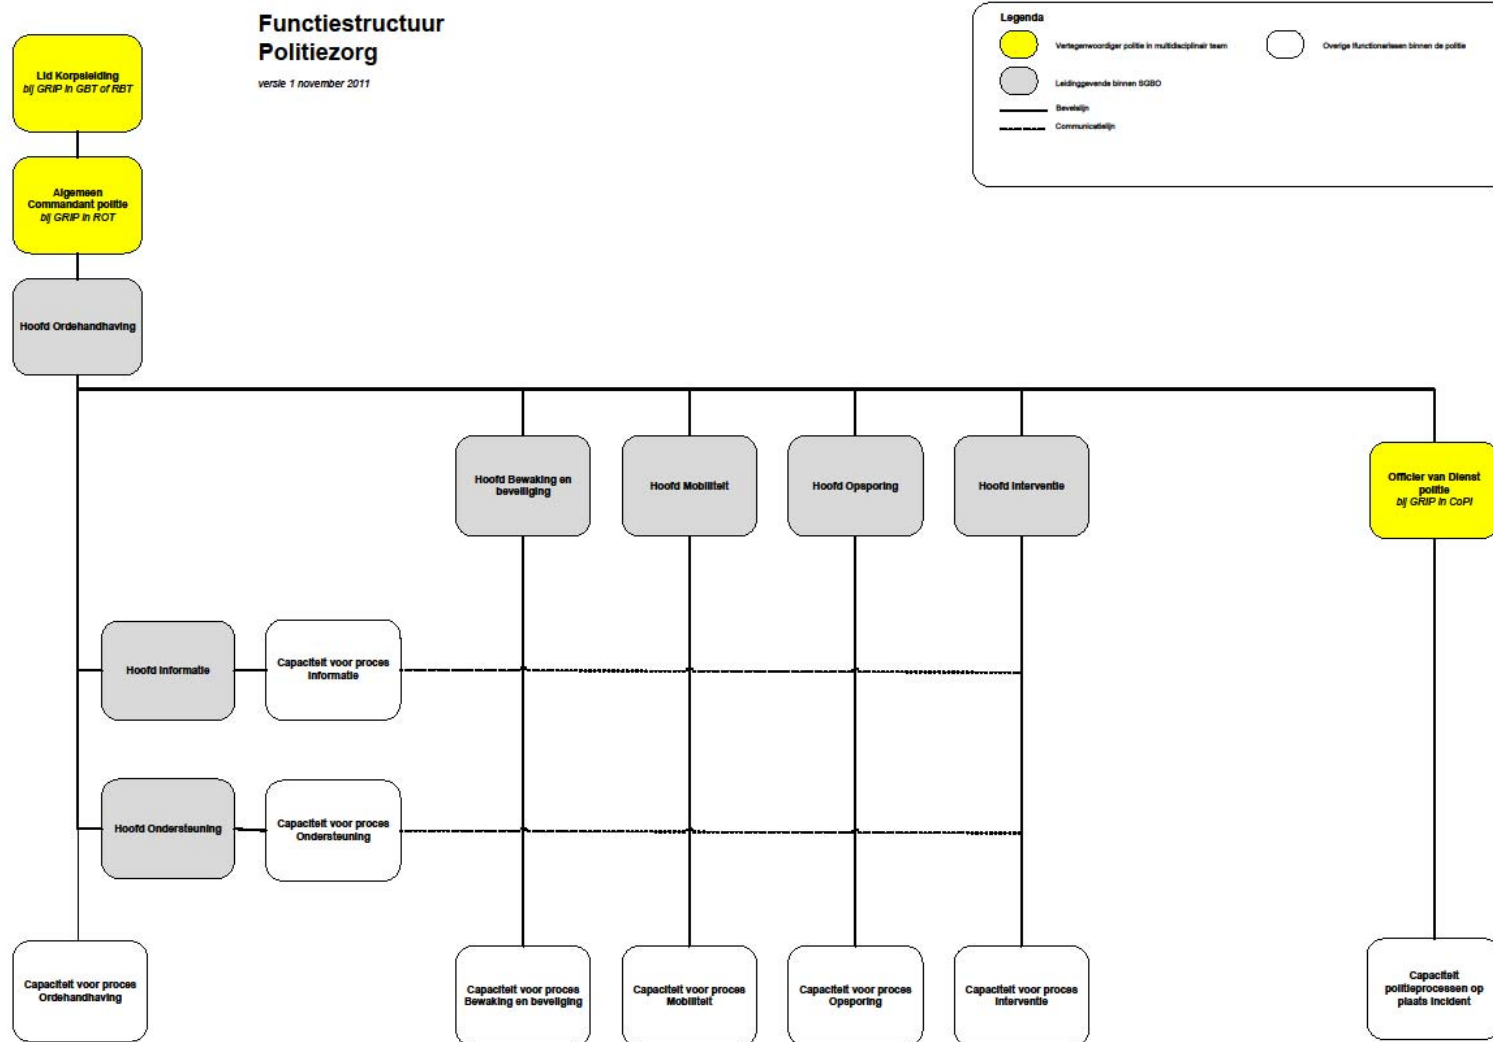 Functiestructuur
Politiezorg
versie 1 november 2011
Legenda
Vertegenwoordiger politie in multidisciplinair team
Overige ffunctionarissen binnen de politie
Leidinggevende binnen SGBO
Bevelslijn
Communicatielijn
Lid Korpsleiding
bij GRIP in GBT of RBT
Algemeen
Commandant politie
bij GRIP in ROT
Hoofd Ordehandhaving
Hoofd Bewaking en
beveiliging
Hoofd Mobiliteit
Hoofd Opsporing
Hoofd Interventie
Officier van Dienst
politie
bij GRIP in CoPI
Hoofd Informatie
Capaciteit voor proces
Informatie
Hoofd Ondersteuning
Capaciteit voor proces
Ondersteuning
Capaciteit voor proces
Ordehandhaving
Capaciteit voor proces
Bewaking en beveiliging
Capaciteit voor proces
Mobiliteit
Capaciteit voor proces
Opsporing
Capaciteit voor proces
Interventie
Capaciteit
politieprocessen op
plaats incident